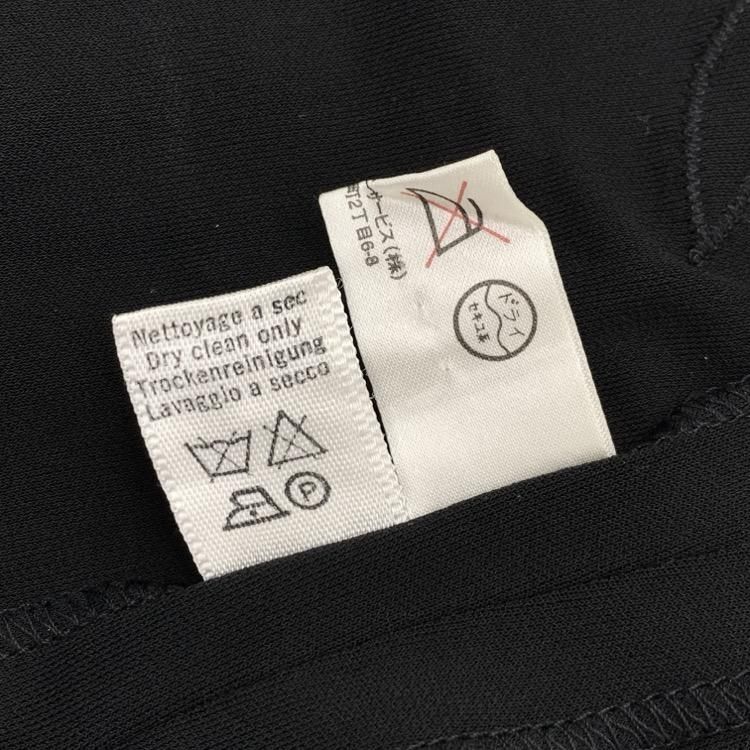 Nettoyage a sec
Dry clean only
Trockenreinigung
Lavaggio a secco
P
サービス(株)
町2丁目6-8
ドライ
セキユ系